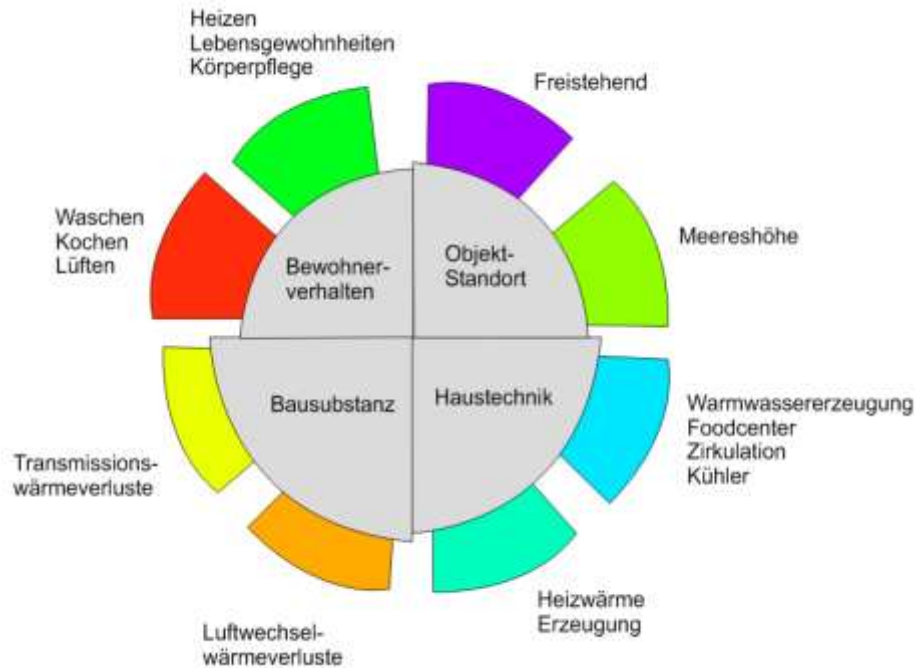 Heizen
Lebensgewohnheiten
Körperpflege
Freistehend
Waschen
Kochen
Lüften
Meereshöhe
Bewohner-
verhalten
Objekt-
Standort
Bausubstanz
Haustechnik
Warmwassererzeugung
Foodcenter
Zirkulation
Kühler
Transmissions-
wärmeverluste
Heizwärme
Erzeugung
Luftwechsel-
wärmeverluste